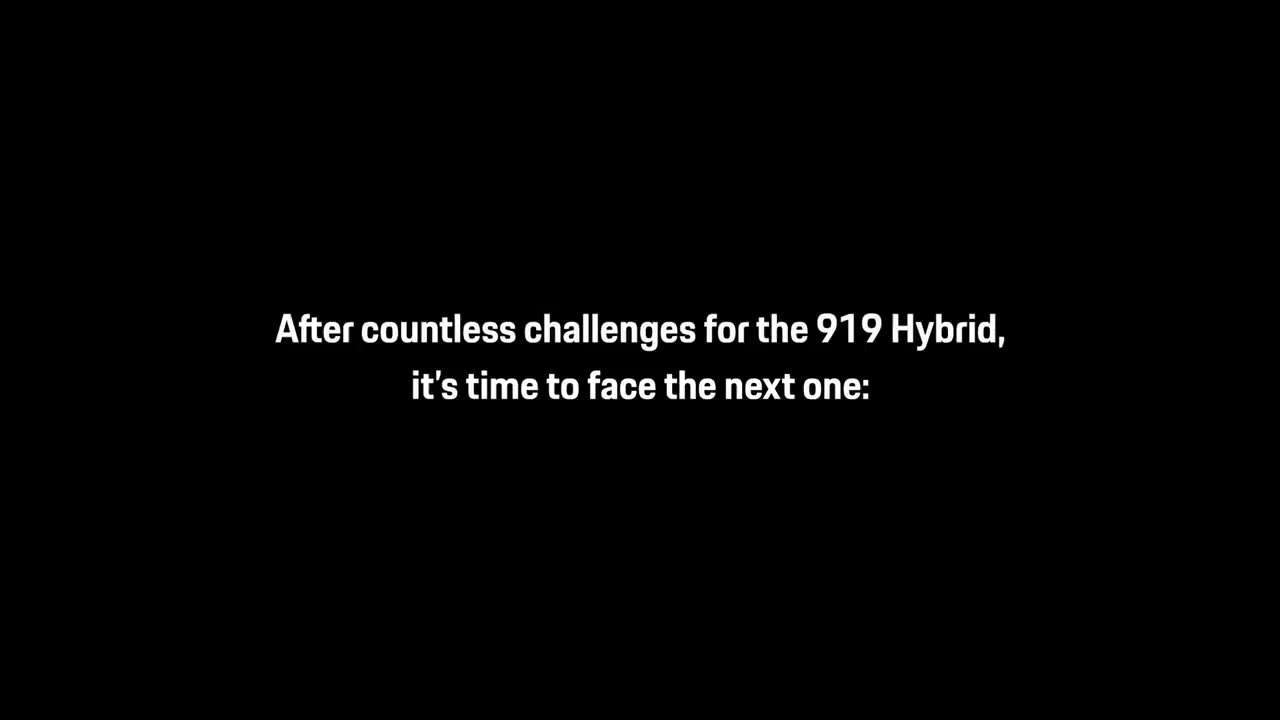 After countless challenges for the 919 Hybrid,
it’s time to face the next one: